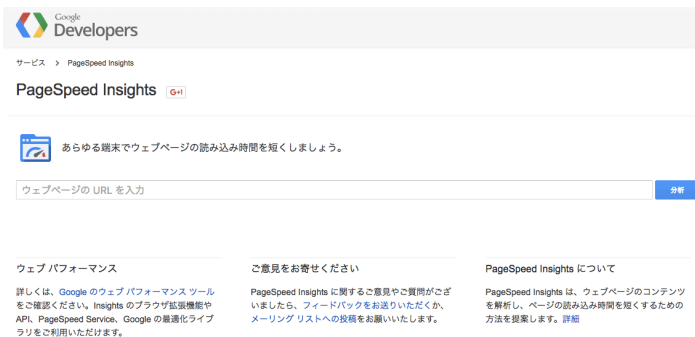 Google
Developers
サービス > PageSpeed Insights
PageSpeed Insights G+1
あらゆる端末でウェブページの読み込み時間を短くしましょう。
ウェブページの URL を入力
分析
ウェブ パフォーマンス
詳しくは、Google のウェブ パフォーマンス ツール
をご確認ください。Insights のブラウザ拡張機能や
API、PageSpeed Service、Google の最適化ライブ
ラリをご利用いただけます。
ご意見をお寄せください
PageSpeed Insights に関するご意見やご質問がござ
いましたら、フィードバックをお送りいただくか、
メーリング リストへの投稿をお願いいたします。
PageSpeed Insights について
PageSpeed Insights は、ウェブページのコンテンツ
を解析し、ページの読み込み時間を短くするための
方法を提案します。詳細